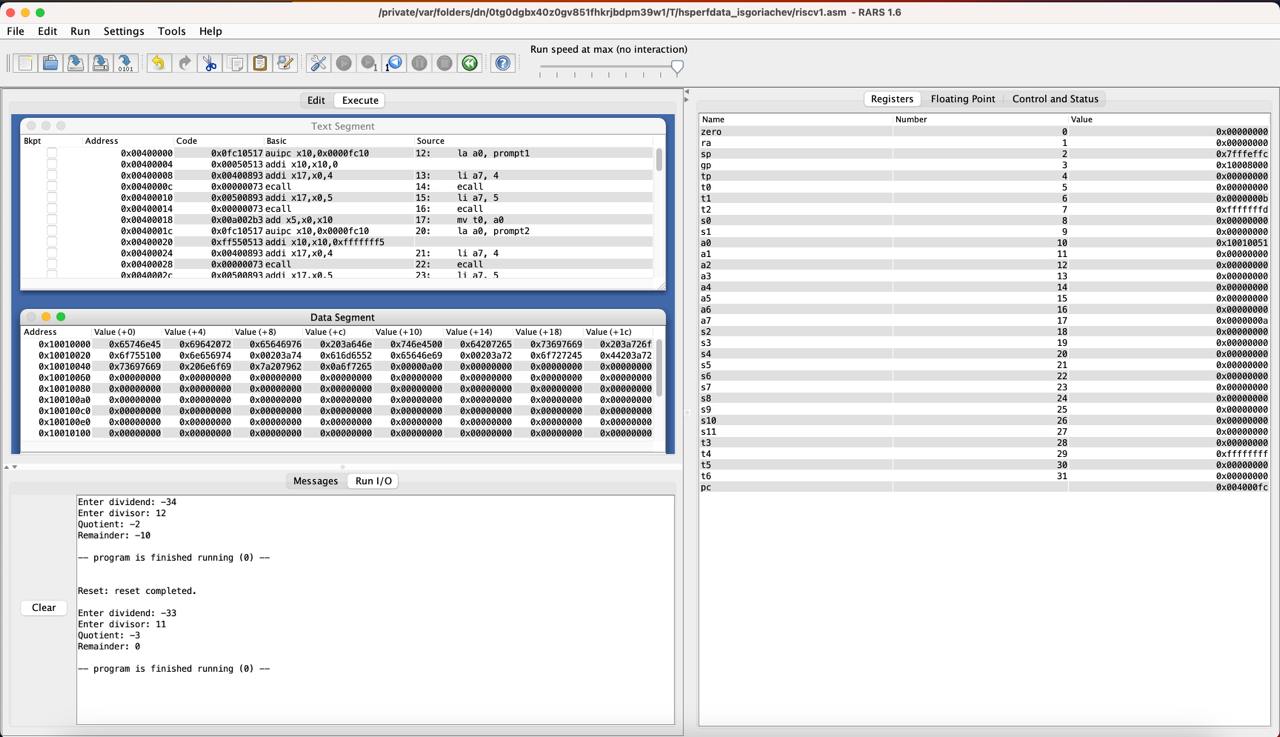 /private/var/folders/dn/0tg0dgbx40z0gv851fhkrjbdpm39w1/T/hsperfdata_isgoriachev/riscv1.asm - RARS 1.6
File Edit Run Settings Tools Help
Run speed at max (no interaction)
Edit Execute
Text Segment
Bkpt Address Code Basic Source
0x00400000 0x0fc10517 auipc x10,0x0000fc10 12: la a0, prompt1
0x00400004 0x00050513 addi x10,x10,0
0x00400008 0x00400893 addi x17,x0,4 13: li a7, 4
0x0040000c 0x00000073 ecall 14: ecall
0x00400010 0x00500893 addi x17,x0,5 15: li a7, 5
0x00400014 0x00000073 ecall 16: ecall
0x00400018 0x00a002b3 add x5,x0,x10 17: mv t0, a0
0x0040001c 0x0fc10517 auipc x10,0x0000fc10 20: la a0, prompt2
0x00400020 0xff550513 addi x10,x10,0xfffffff5
0x00400024 0x00400893 addi x17,x0,4 21: li a7, 4
0x00400028 0x00000073 ecall 22: ecall
0x0040002c 0x00500893 addi x17,x0,5 23: li a7, 5
Data Segment
Address Value (+0) Value (+4) Value (+8) Value (+c) Value (+10) Value (+14) Value (+18) Value (+1c)
0x10010000 0x65746e45 0x69642072 0x65646976 0x203a646e 0x746e4500 0x64207265 0x73697669 0x203a726f
0x10010020 0x6f755100 0x6e656974 0x00203a74 0x616d6552 0x65646e69 0x00203a72 0x6f727245 0x44203a72
0x10010040 0x73697669 0x206e6f69 0x7a207962 0x0a6f7265 0x00000a00 0x00000000 0x00000000 0x00000000
0x10010060 0x00000000 0x00000000 0x00000000 0x00000000 0x00000000 0x00000000 0x00000000 0x00000000
0x10010080 0x00000000 0x00000000 0x00000000 0x00000000 0x00000000 0x00000000 0x00000000 0x00000000
0x100100a0 0x00000000 0x00000000 0x00000000 0x00000000 0x00000000 0x00000000 0x00000000 0x00000000
0x100100c0 0x00000000 0x00000000 0x00000000 0x00000000 0x00000000 0x00000000 0x00000000 0x00000000
0x100100e0 0x00000000 0x00000000 0x00000000 0x00000000 0x00000000 0x00000000 0x00000000 0x00000000
0x10010100 0x00000000 0x00000000 0x00000000 0x00000000 0x00000000 0x00000000 0x00000000 0x00000000
Messages Run I/O
Clear
Enter dividend: -34
Enter divisor: 12
Quotient: -2
Remainder: -10
-- program is finished running (0) --
Reset: reset completed.
Enter dividend: -33
Enter divisor: 11
Quotient: -3
Remainder: 0
-- program is finished running (0) --
Registers Floating Point Control and Status
Name Number Value
zero 0 0x00000000
ra 1 0x00000000
sp 2 0x7fffeffc
gp 3 0x10008000
tp 4 0x00000000
t0 5 0x00000000
t1 6 0x0000000b
t2 7 0xfffffffd
s0 8 0x00000000
s1 9 0x00000000
a0 10 0x10010051
a1 11 0x00000000
a2 12 0x00000000
a3 13 0x00000000
a4 14 0x00000000
a5 15 0x00000000
a6 16 0x00000000
a7 17 0x0000000a
s2 18 0x00000000
s3 19 0x00000000
s4 20 0x00000000
s5 21 0x00000000
s6 22 0x00000000
s7 23 0x00000000
s8 24 0x00000000
s9 25 0x00000000
s10 26 0x00000000
s11 27 0x00000000
t3 28 0x00000000
t4 29 0xffffffff
t5 30 0x00000000
t6 31 0x00000000
pc 0x004000fc